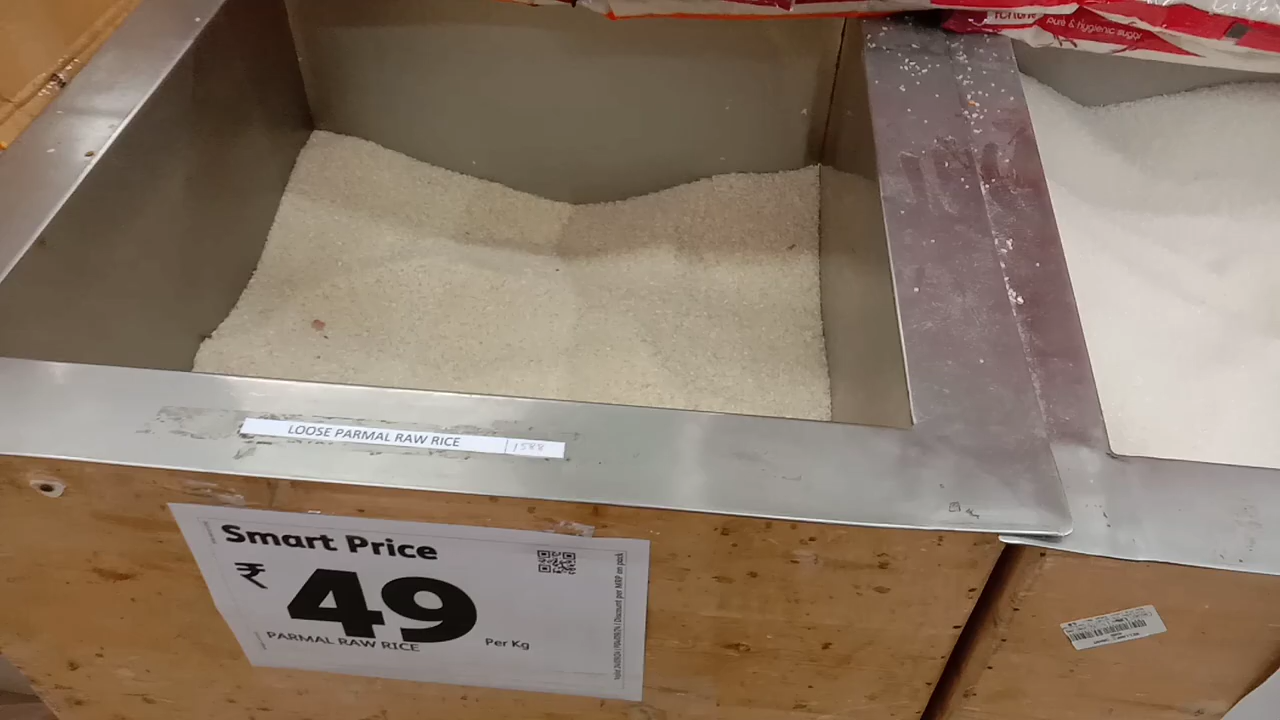 pure & hygienic sugar
LOOSE PARMAL RAW RICE 1588
Smart Price
₹ 49
PARMAL RAW RICE Per Kg